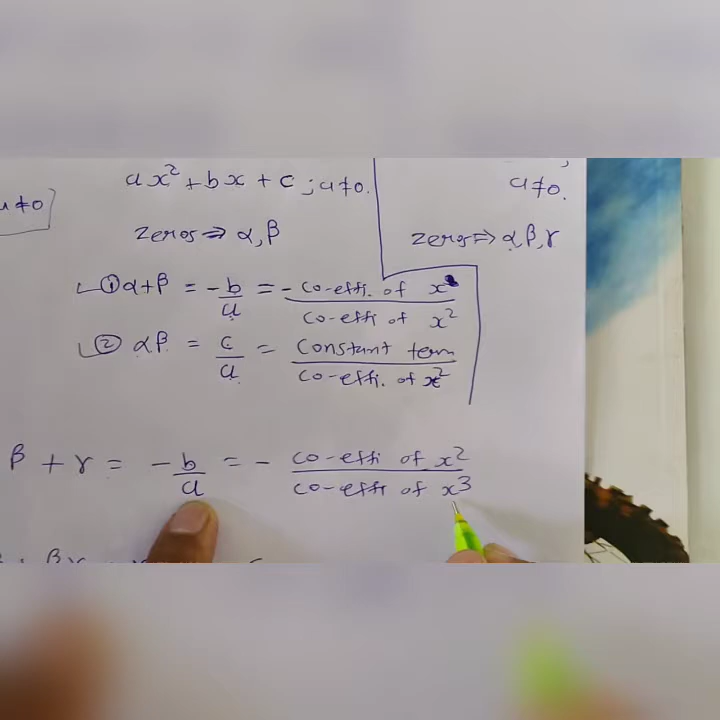 ax² + bx + c ; a≠0.
a≠0.
a≠0
zeros ⇒ α, β
zeros ⇒ α, β, γ
① α+β = -b/a = - co-effi. of x / co-effi of x²
② αβ = c/a = constant term / co-effi. of x²
β + γ = -b/a = - co-effi of x² / co-effi of x³